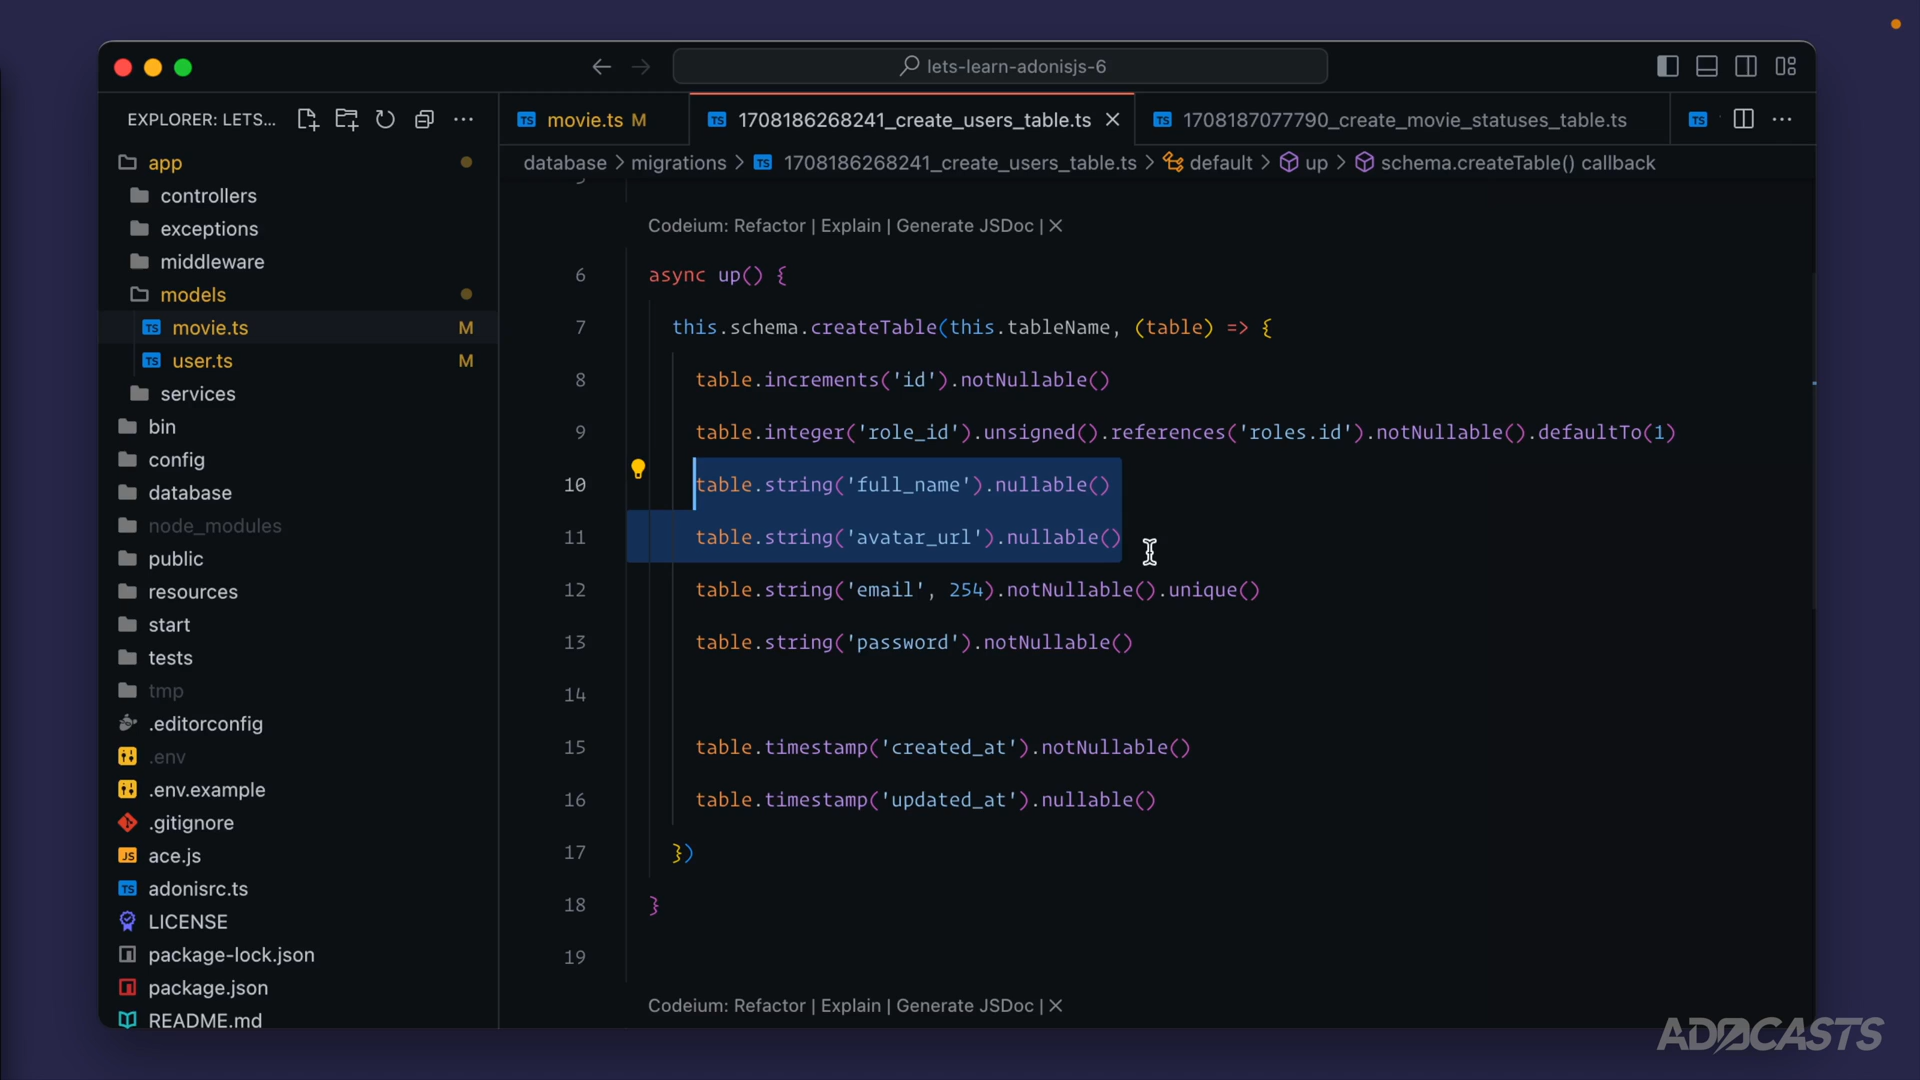 lets-learn-adonisjs-6
EXPLORER: LETS...
movie.ts M
1708186268241_create_users_table.ts
1708187077790_create_movie_statuses_table.ts
database > migrations > 1708186268241_create_users_table.ts > default > up > schema.createTable() callback
app
controllers
exceptions
middleware
models
movie.ts M
user.ts M
services
bin
config
database
node_modules
public
resources
start
tests
tmp
.editorconfig
.env
.env.example
.gitignore
ace.js
adonisrc.ts
LICENSE
package-lock.json
package.json
README.md
Codeium: Refactor | Explain | Generate JSDoc | X
6 async up() {
7 this.schema.createTable(this.tableName, (table) => {
8 table.increments('id').notNullable()
9 table.integer('role_id').unsigned().references('roles.id').notNullable().defaultTo(1)
10 table.string('full_name').nullable()
11 table.string('avatar_url').nullable()
12 table.string('email', 254).notNullable().unique()
13 table.string('password').notNullable()
14
15 table.timestamp('created_at').notNullable()
16 table.timestamp('updated_at').nullable()
17 })
18 }
19
Codeium: Refactor | Explain | Generate JSDoc | X
ADOCASTS